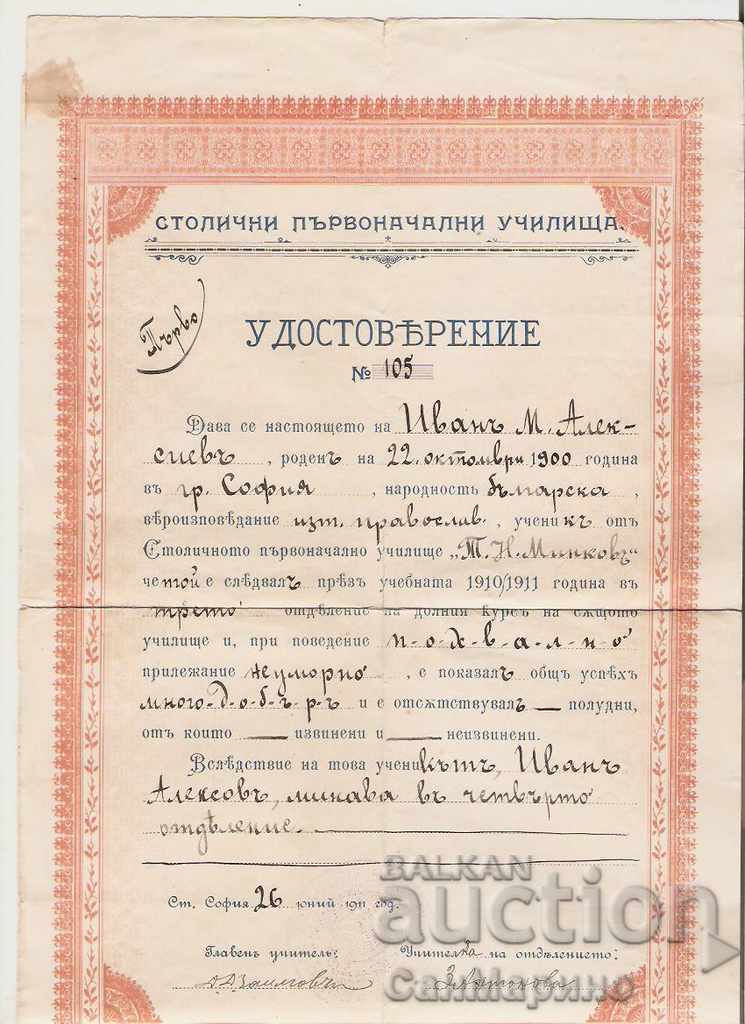 СТОЛИЧНИ ПЪРВОНАЧАЛНИ УЧИЛИЩА.
Първо
УДОСТОВѢРЕНИЕ
№ 105
Дава се настоящето на Иванъ М. Алек-
сиевъ, роденъ на 22. октомври 1900 година
въ гр. София, народность българска,
вѣроизповѣдание изт. православ., ученикъ отъ
Столичното първоначално училище „Т. Н. Минковъ“
че той е слѣдвалъ прѣзъ учебната 1910/1911 година въ
трето отдѣление на долния курсъ на сѫщото
училище и, при поведение п-о-х-в-а-л-н-о
прилежание неуморно, е показалъ общъ успѣхъ
много-д-о-б-ъ-р-ъ и е отсѫтствувалъ — полудни,
отъ които — извинени и — неизвинени.
Вслѣдствие на това ученикътъ, Иванъ
Алексовъ, минава въ четвърто
отдѣление.
Ст. София 26 юний 1911 год.
Главенъ учитель: Учителка на отдѣлението:
BALKAN
auction
СанМарино